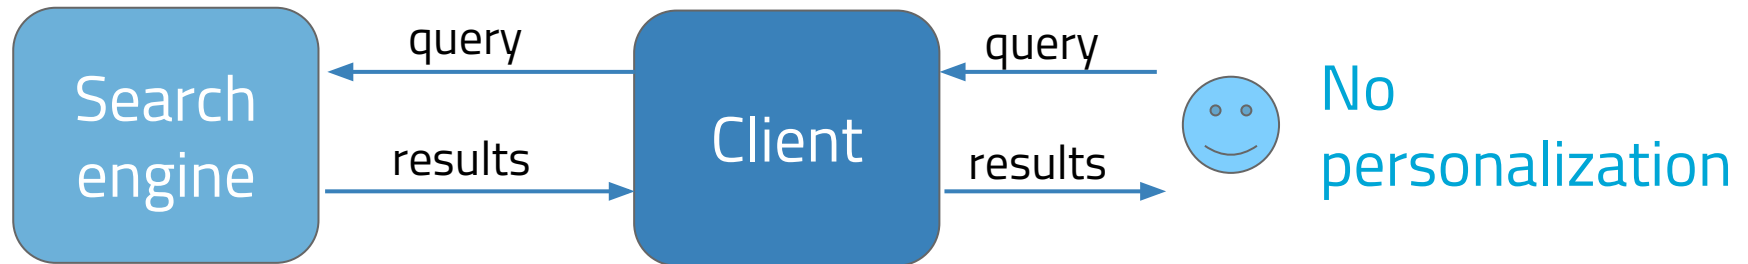 Search
engine
query
results
Client
query
results
No
personalization